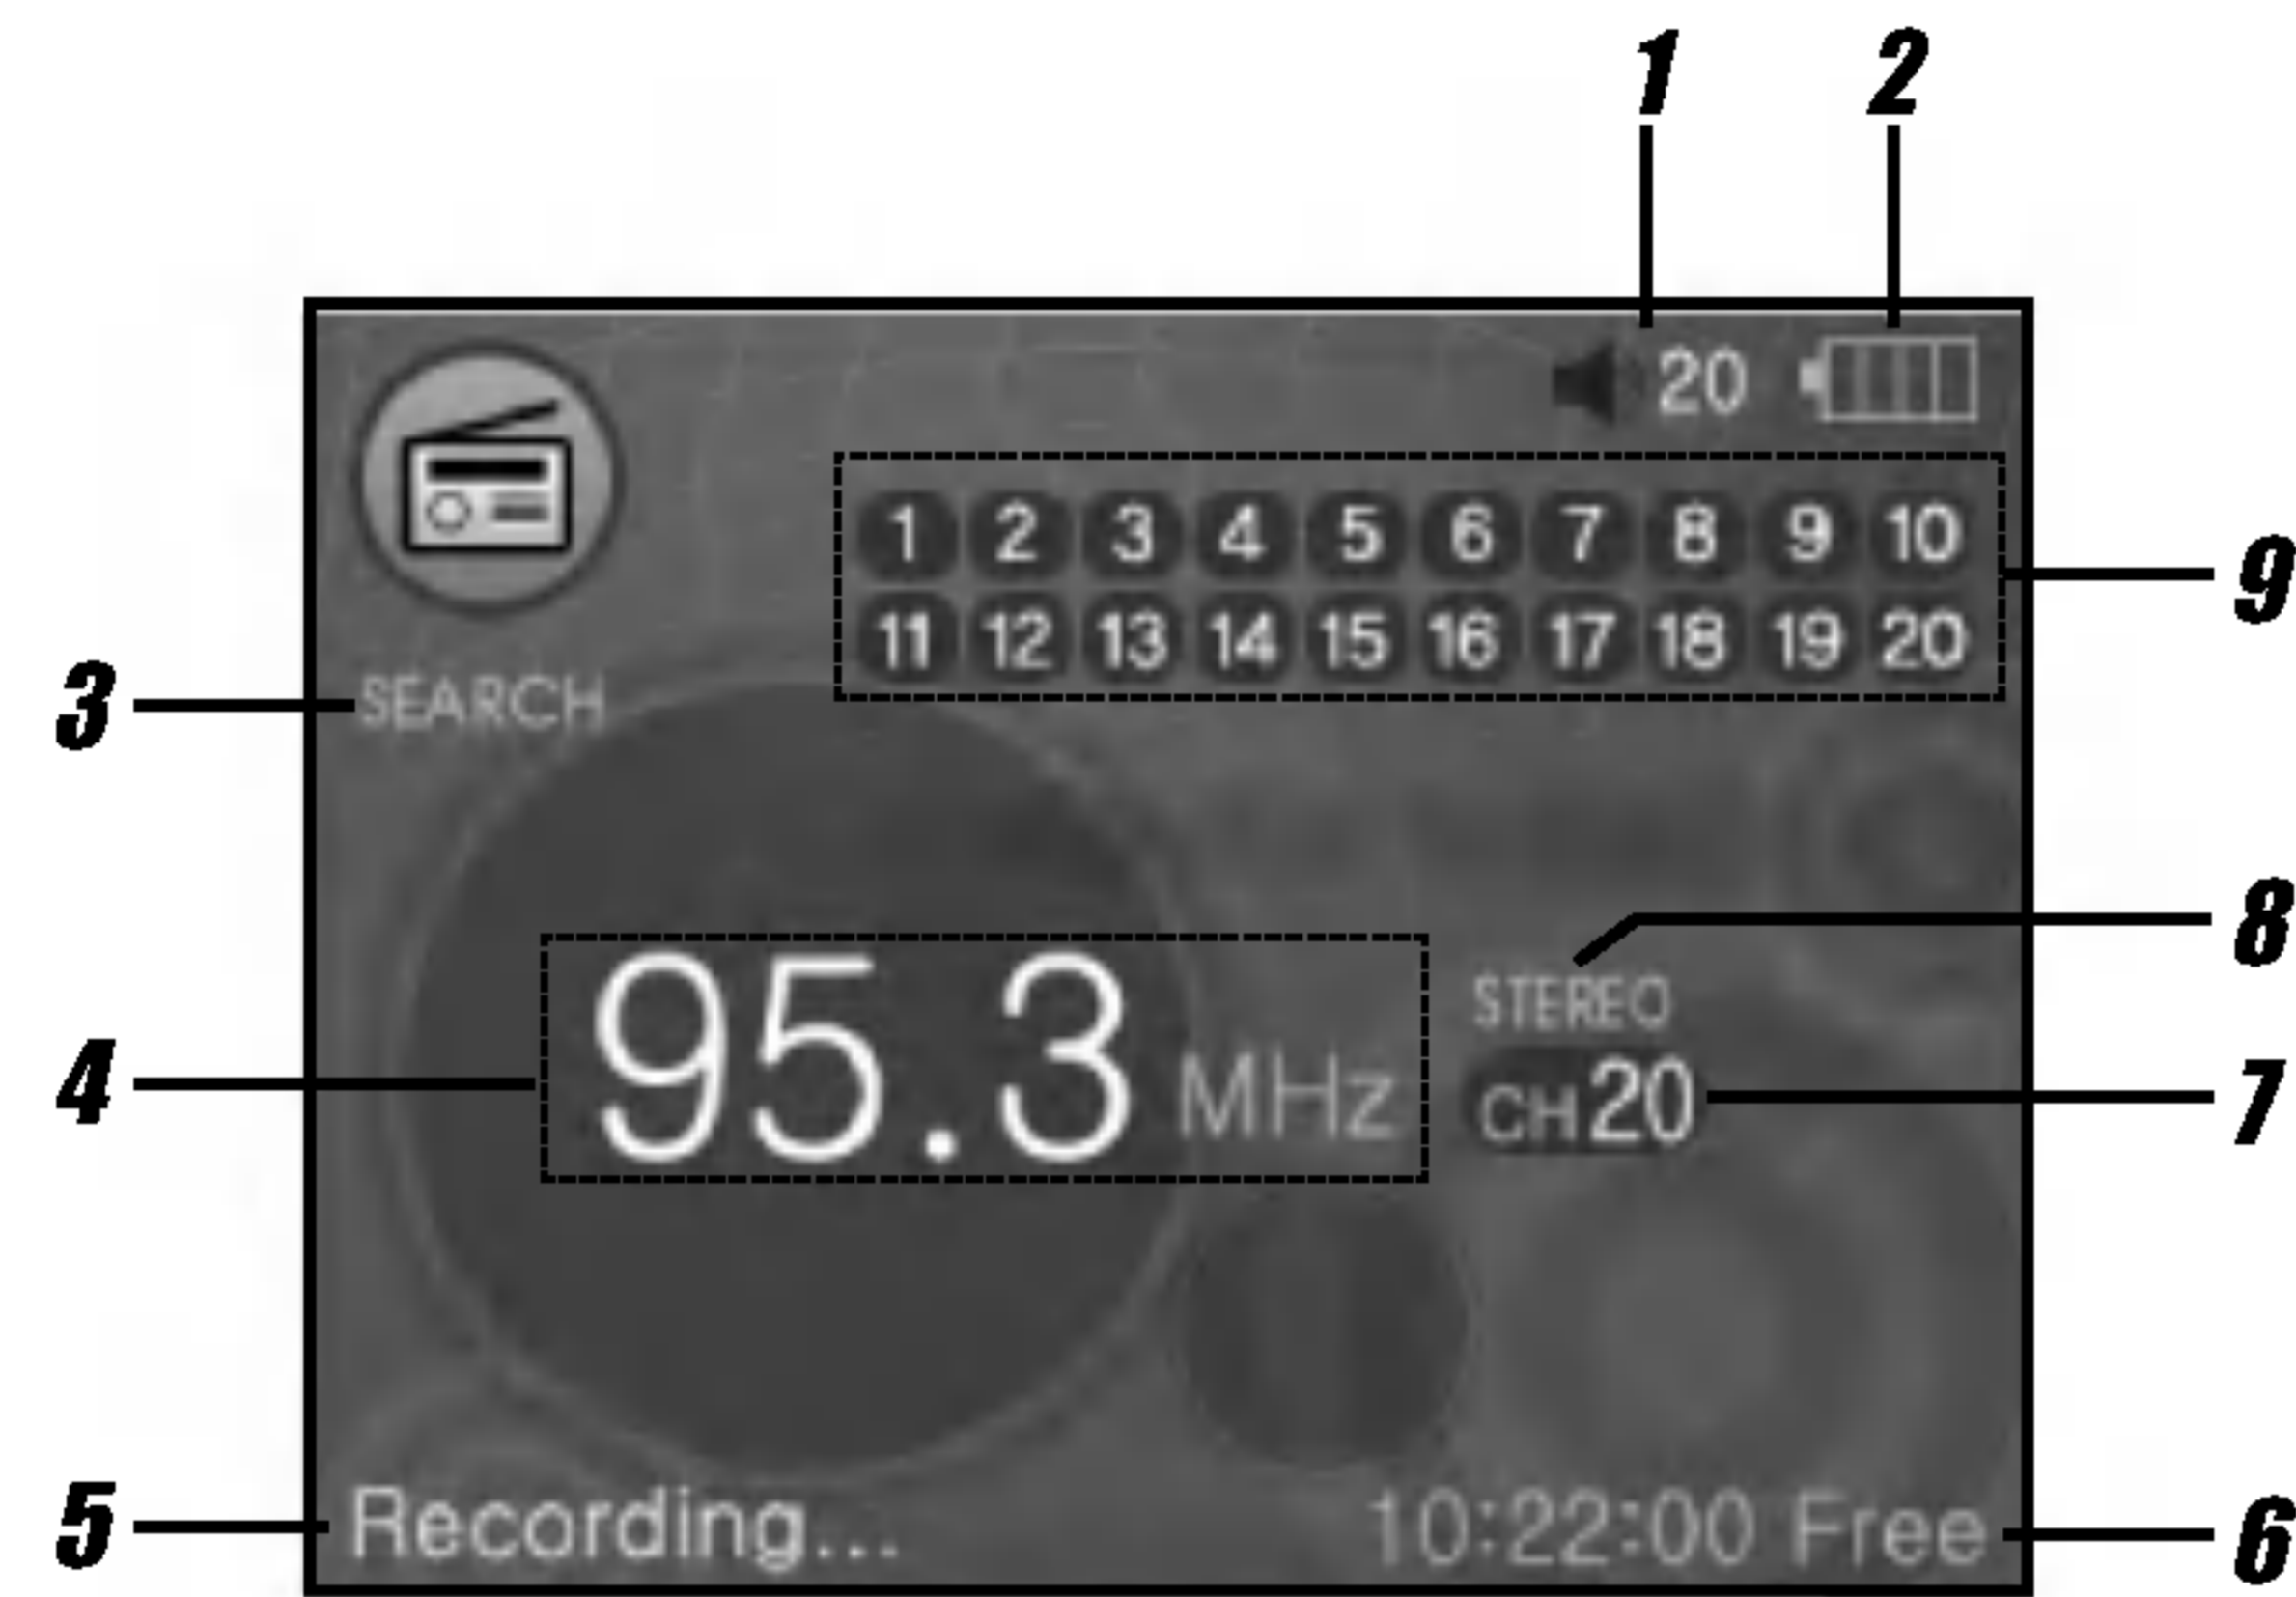 1 2
20
1 2 3 4 5 6 7 8 9 10
9
11 12 13 14 15 16 17 18 19 20
3 SEARCH
8
STEREO
4 95.3 MHz CH20 7
5 Recording... 10:22:00 Free 6